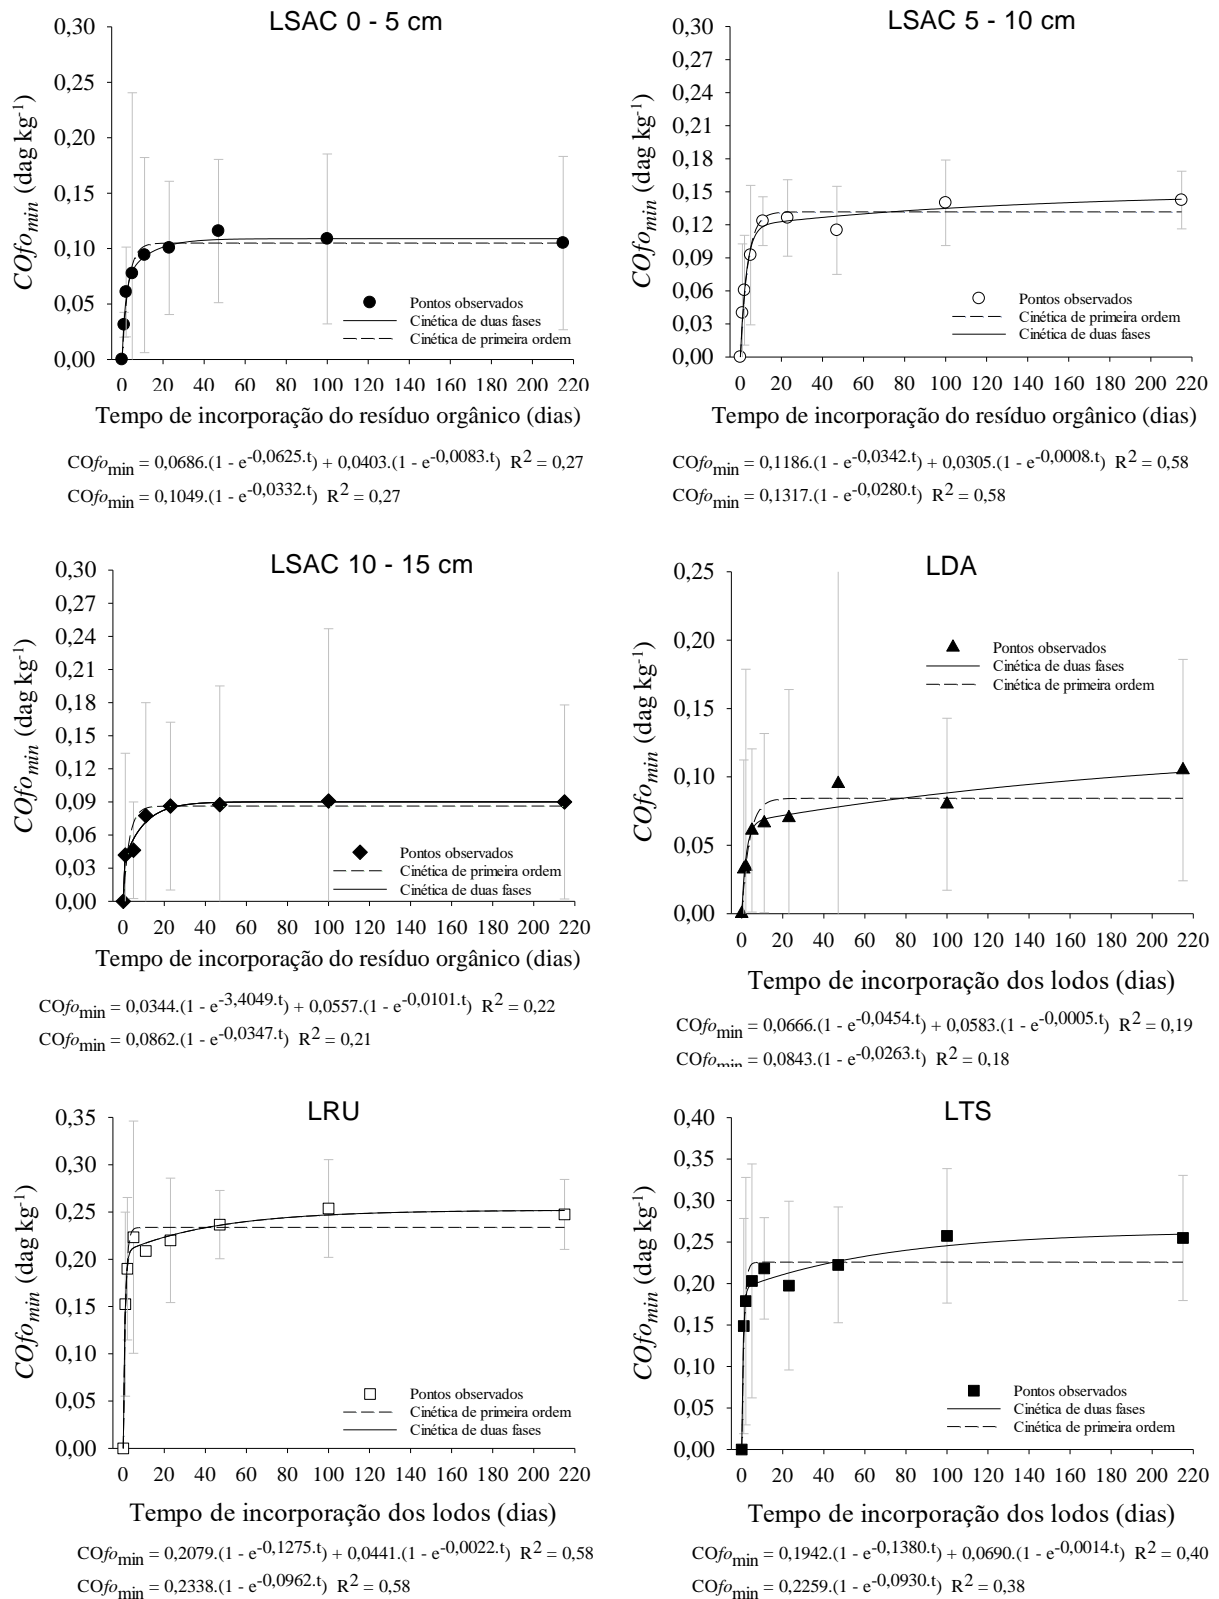 LSAC 0 - 5 cm
0,30
0,25
0,20
0,15
0,10
0,05
0,00
COfo_min (dag kg⁻¹)
Pontos observados
Cinética de duas fases
Cinética de primeira ordem
0 20 40 60 80 100 120 140 160 180 200 220
Tempo de incorporação do resíduo orgânico (dias)
COfo_min = 0,0686.(1 - e^-0,0625.t) + 0,0403.(1 - e^-0,0083.t) R² = 0,27
COfo_min = 0,1049.(1 - e^-0,0332.t) R² = 0,27
LSAC 5 - 10 cm
0,30
0,27
0,24
0,21
0,18
0,15
0,12
0,09
0,06
0,03
0,00
COfo_min (dag kg⁻¹)
Pontos observados
Cinética de primeira ordem
Cinética de duas fases
0 20 40 60 80 100 120 140 160 180 200 220
Tempo de incorporação do resíduo orgânico (dias)
COfo_min = 0,1186.(1 - e^-0,0342.t) + 0,0305.(1 - e^-0,0008.t) R² = 0,58
COfo_min = 0,1317.(1 - e^-0,0280.t) R² = 0,58
LSAC 10 - 15 cm
0,30
0,27
0,24
0,21
0,18
0,15
0,12
0,09
0,06
0,03
0,00
COfo_min (dag kg⁻¹)
Pontos observados
Cinética de primeira ordem
Cinética de duas fases
0 20 40 60 80 100 120 140 160 180 200 220
Tempo de incorporação do resíduo orgânico (dias)
COfo_min = 0,0344.(1 - e^-3,4049.t) + 0,0557.(1 - e^-0,0101.t) R² = 0,22
COfo_min = 0,0862.(1 - e^-0,0347.t) R² = 0,21
LDA
0,25
0,20
0,15
0,10
0,05
0,00
COfo_min (dag kg⁻¹)
Pontos observados
Cinética de duas fases
Cinética de primeira ordem
0 20 40 60 80 100 120 140 160 180 200 220
Tempo de incorporação dos lodos (dias)
COfo_min = 0,0666.(1 - e^-0,0454.t) + 0,0583.(1 - e^-0,0005.t) R² = 0,19
COfo_min = 0,0843.(1 - e^-0,0263.t) R² = 0,18
LRU
0,35
0,30
0,25
0,20
0,15
0,10
0,05
0,00
COfo_min (dag kg⁻¹)
Pontos observados
Cinética de primeira ordem
Cinética de duas fases
0 20 40 60 80 100 120 140 160 180 200 220
Tempo de incorporação dos lodos (dias)
COfo_min = 0,2079.(1 - e^-0,1275.t) + 0,0441.(1 - e^-0,0022.t) R² = 0,58
COfo_min = 0,2338.(1 - e^-0,0962.t) R² = 0,58
LTS
0,40
0,35
0,30
0,25
0,20
0,15
0,10
0,05
0,00
COfo_min (dag kg⁻¹)
Pontos observados
Cinética de duas fases
Cinética de primeira ordem
0 20 40 60 80 100 120 140 160 180 200 220
Tempo de incorporação dos lodos (dias)
COfo_min = 0,1942.(1 - e^-0,1380.t) + 0,0690.(1 - e^-0,0014.t) R² = 0,40
COfo_min = 0,2259.(1 - e^-0,0930.t) R² = 0,38